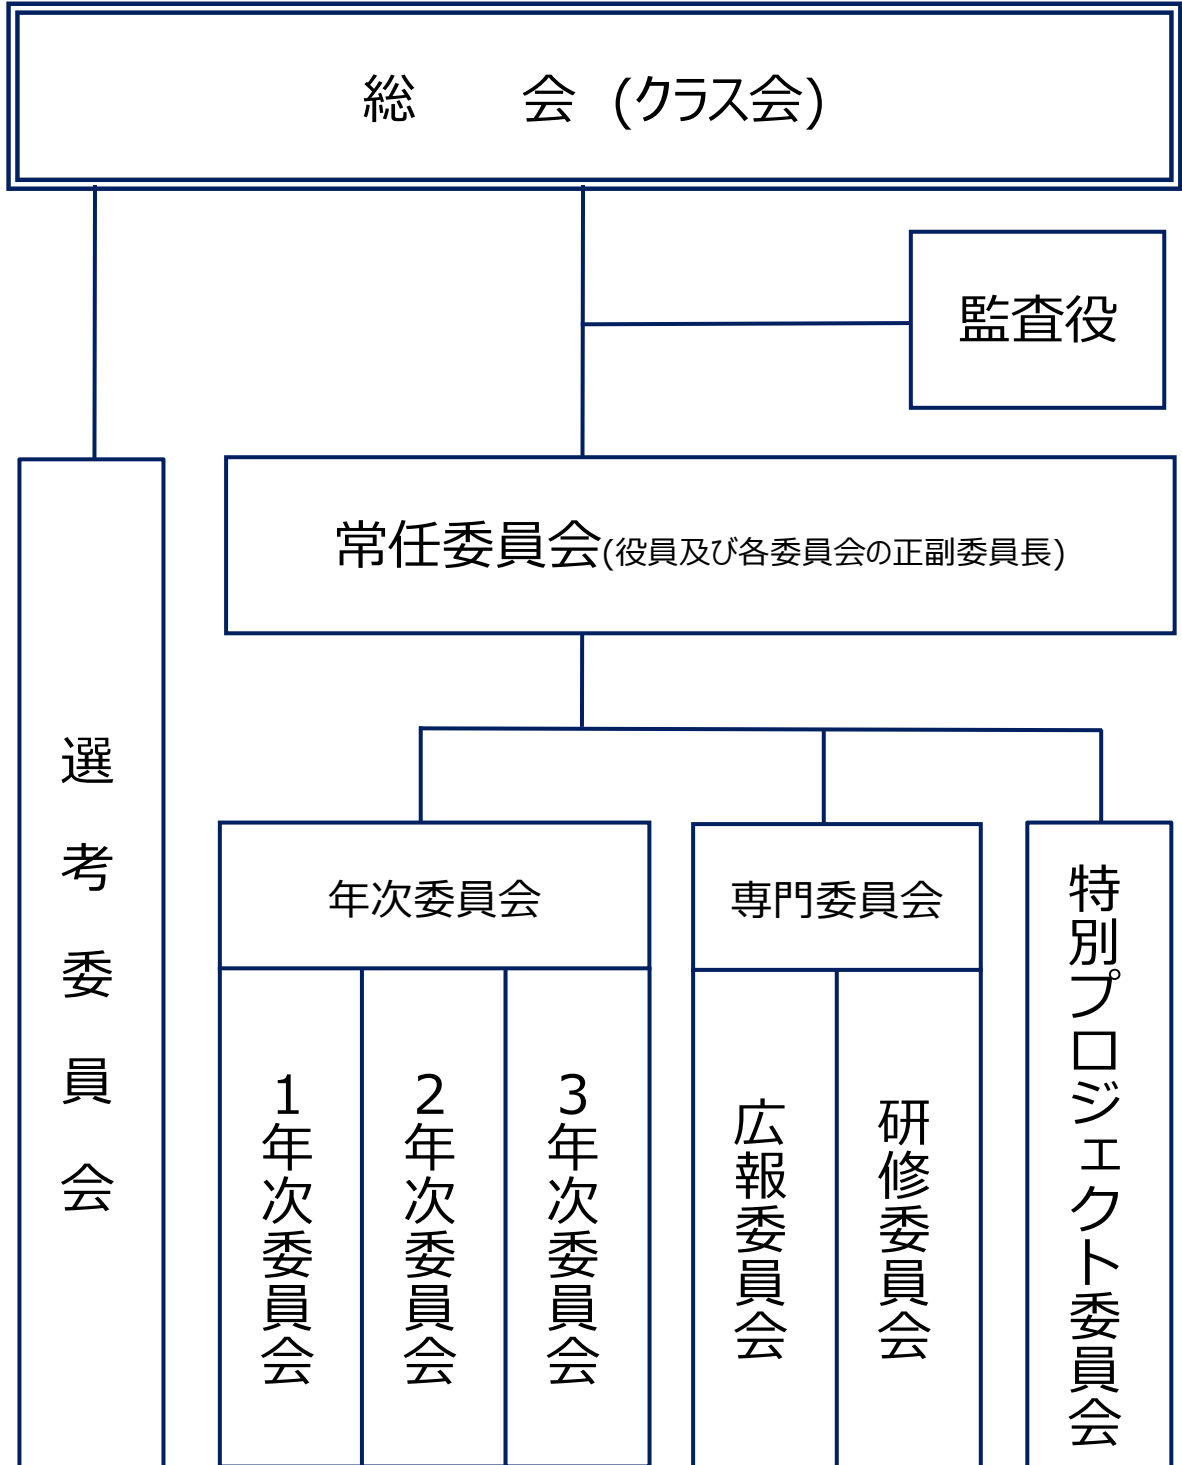 総　会 (クラス会)
監査役
常任委員会(役員及び各委員会の正副委員長)
選考委員会
年次委員会
1年次委員会
2年次委員会
3年次委員会
専門委員会
広報委員会
研修委員会
特別プロジェクト委員会